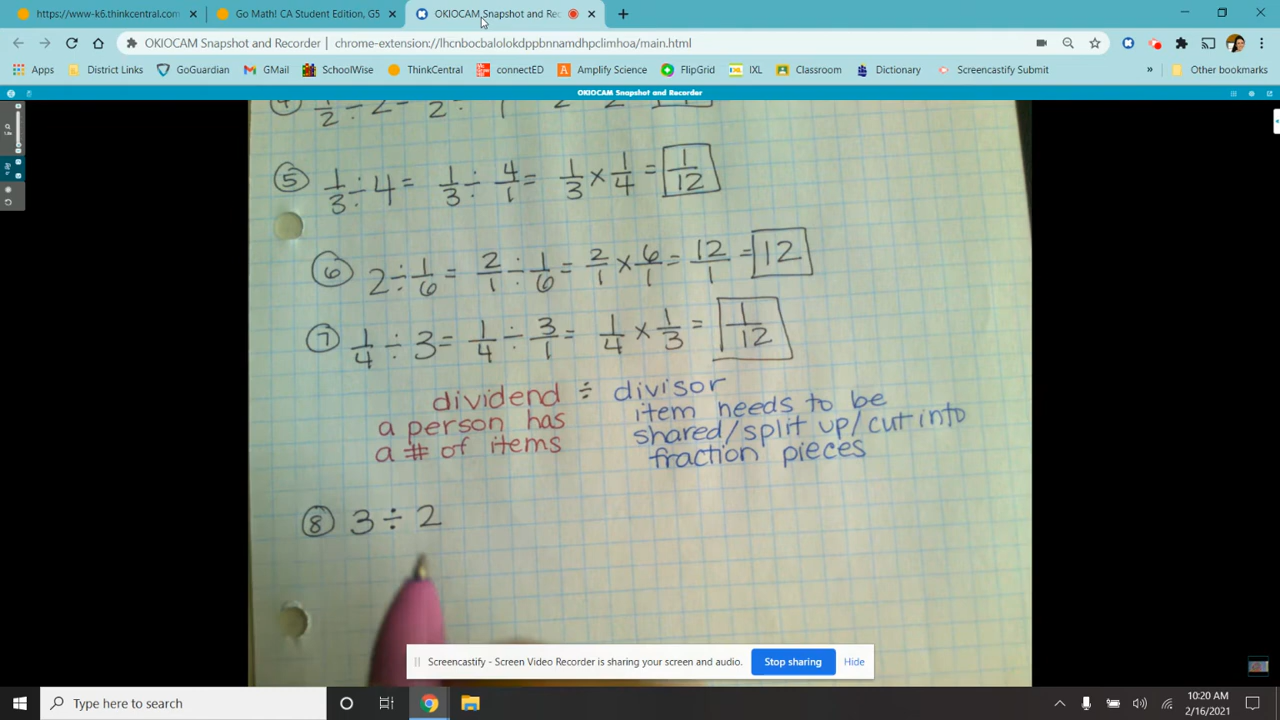 https://www-k6.thinkcentral.com
Go Math! CA Student Edition, G5
OKIOCAM Snapshot and Rec
OKIOCAM Snapshot and Recorder | chrome-extension://lhcnbocbalolokdppbnnamdhpclimhoa/main.html
Apps District Links GoGuardian GMail SchoolWise ThinkCentral connectED Amplify Science FlipGrid IXL Classroom Dictionary Screencastify Submit » Other bookmarks
OKIOCAM Snapshot and Recorder
⑤ 1/3 ÷ 4 = 1/3 ÷ 4/1 = 1/3 × 1/4 = 1/12
⑥ 2 ÷ 1/6 = 2/1 ÷ 1/6 = 2/1 × 6/1 = 12/1 = 12
⑦ 1/4 ÷ 3 = 1/4 ÷ 3/1 = 1/4 × 1/3 = 1/12
dividend ÷ divisor
a person has
a # of items
item needs to be
shared/split up/cut into
fraction pieces
⑧ 3 ÷ 2
Screencastify - Screen Video Recorder is sharing your screen and audio. Stop sharing Hide
Type here to search
10:20 AM
2/16/2021